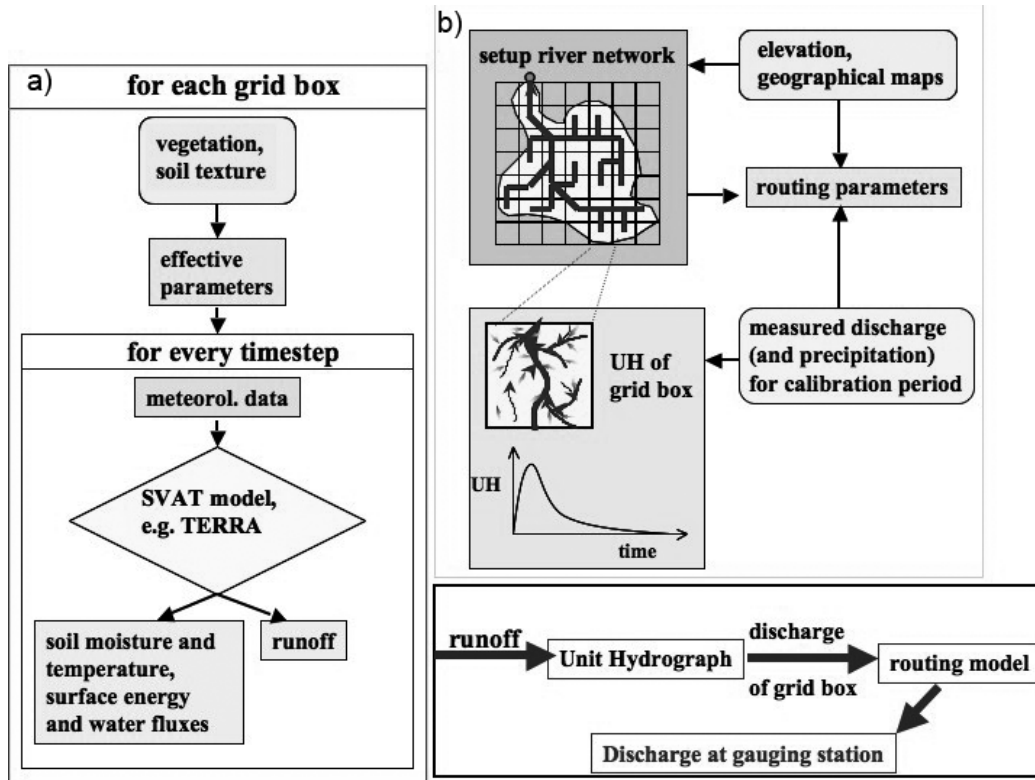 a)
for each grid box
vegetation,
soil texture
effective
parameters
for every timestep
meteorol. data
SVAT model,
e.g. TERRA
soil moisture and
temperature,
surface energy
and water fluxes
runoff
b)
setup river network
elevation,
geographical maps
routing parameters
measured discharge
(and precipitation)
for calibration period
UH of
grid box
UH
time
runoff
Unit Hydrograph
discharge
of grid box
routing model
Discharge at gauging station